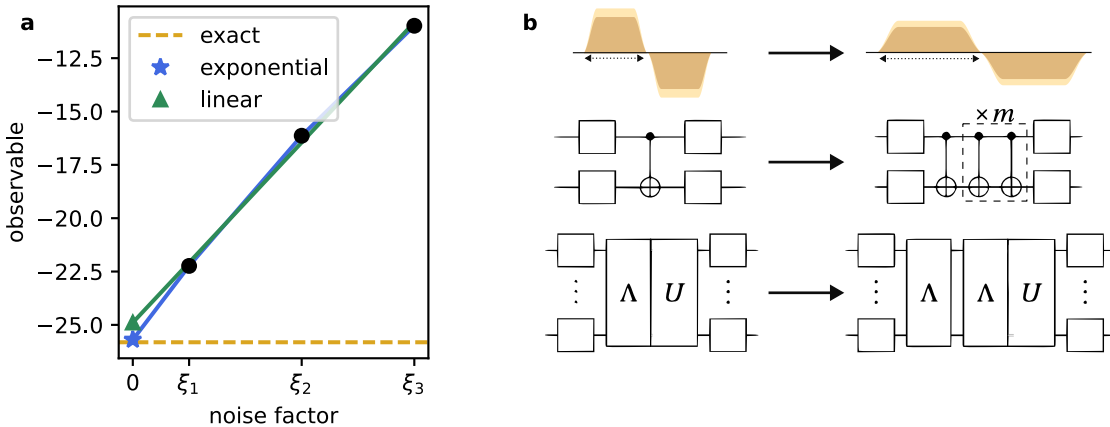 a
exact
exponential
linear
observable
−12.5
−15.0
−17.5
−20.0
−22.5
−25.0
0
ξ₁
ξ₂
ξ₃
noise factor
b
×m
Λ U
Λ Λ U